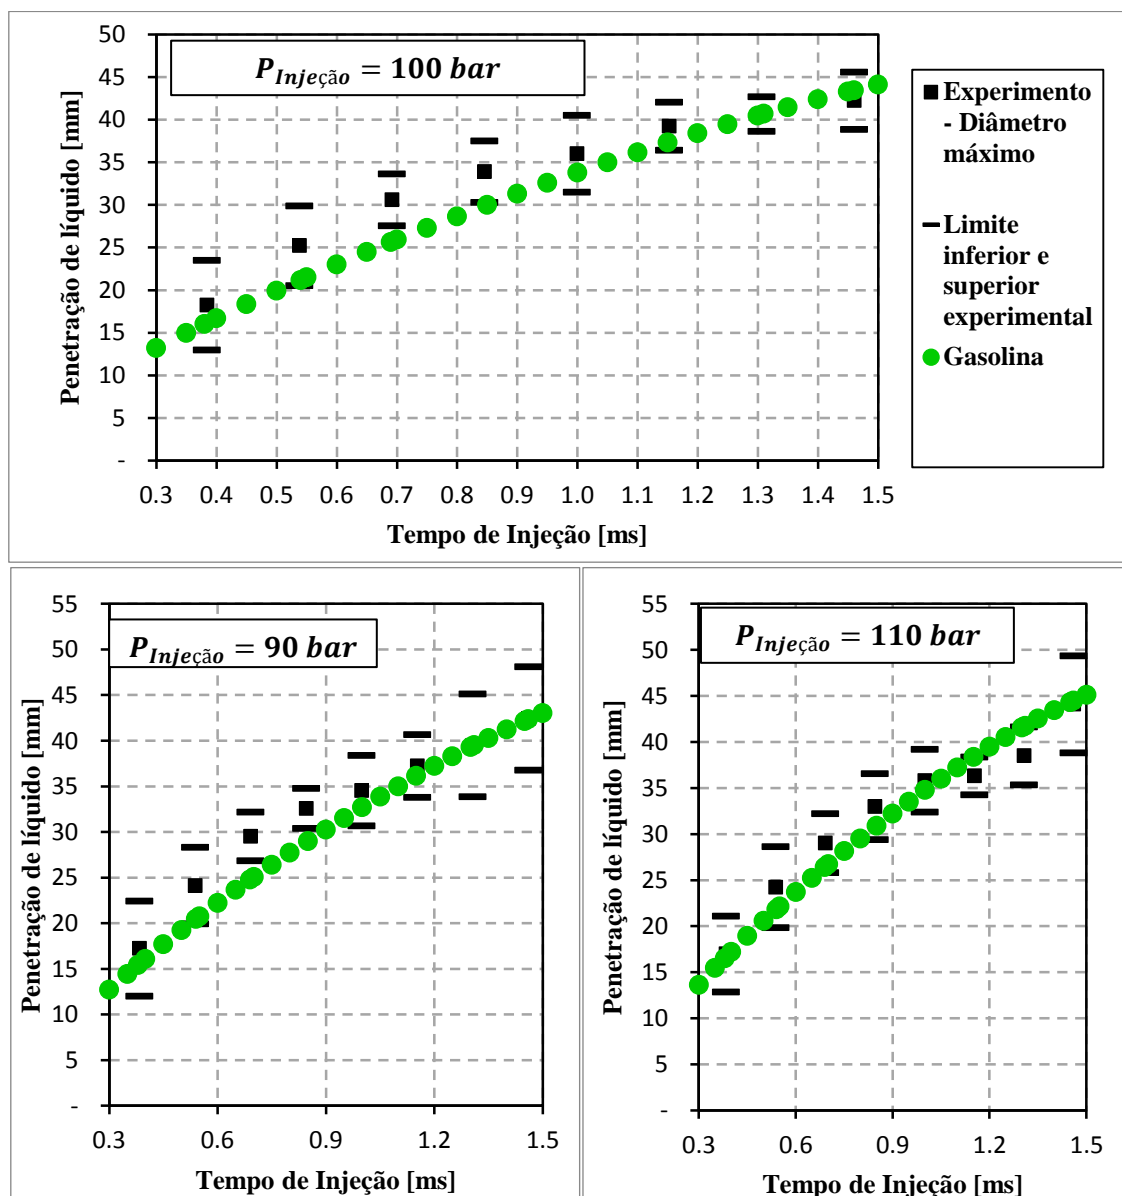 P_Injeção = 100 bar
Penetração de líquido [mm]
50
45
40
35
30
25
20
15
10
5
-
0.3 0.4 0.5 0.6 0.7 0.8 0.9 1.0 1.1 1.2 1.3 1.4 1.5
Tempo de Injeção [ms]
Experimento
- Diâmetro
máximo
Limite
inferior e
superior
experimental
Gasolina
P_Injeção = 90 bar
Penetração de líquido [mm]
55
50
45
40
35
30
25
20
15
10
5
-
0.3 0.6 0.9 1.2 1.5
Tempo de Injeção [ms]
P_Injeção = 110 bar
Penetração de líquido [mm]
55
50
45
40
35
30
25
20
15
10
5
-
0.3 0.6 0.9 1.2 1.5
Tempo de Injeção [ms]